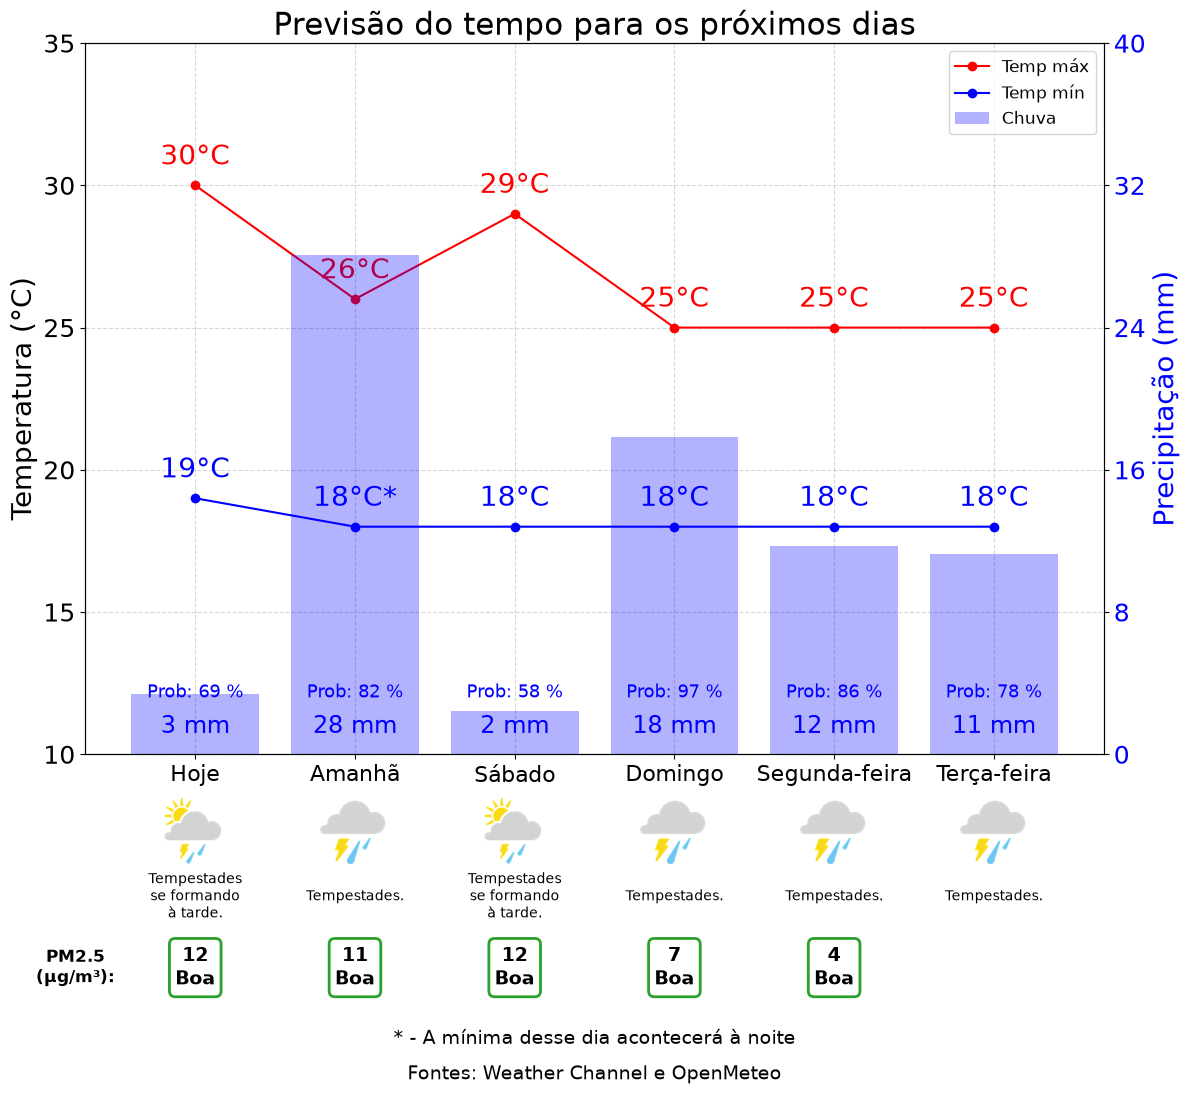 Previsão do tempo para os próximos dias
Temperatura (°C)
35
30
25
20
15
10
Precipitação (mm)
40
32
24
16
8
0
Temp máx
Temp mín
Chuva
30°C
26°C
29°C
25°C
25°C
25°C
19°C
18°C*
18°C
18°C
18°C
18°C
Prob: 69 %
Prob: 82 %
Prob: 58 %
Prob: 97 %
Prob: 86 %
Prob: 78 %
3 mm
28 mm
2 mm
18 mm
12 mm
11 mm
Hoje
Amanhã
Sábado
Domingo
Segunda-feira
Terça-feira
Tempestades
se formando
à tarde.
Tempestades.
Tempestades
se formando
à tarde.
Tempestades.
Tempestades.
Tempestades.
PM2.5
(μg/m³):
12
Boa
11
Boa
12
Boa
7
Boa
4
Boa
* - A mínima desse dia acontecerá à noite
Fontes: Weather Channel e OpenMeteo